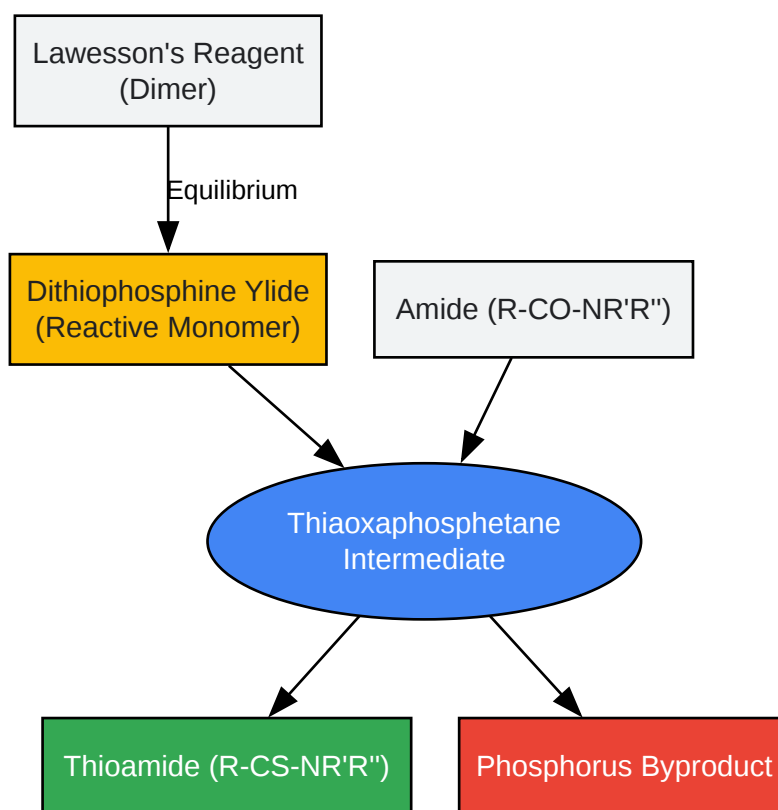 Lawesson's Reagent
(Dimer)
Equilibrium
Dithiophosphine Ylide
(Reactive Monomer)
Amide (R-CO-NR'R")
Thiaoxaphosphetane
Intermediate
Thioamide (R-CS-NR'R")
Phosphorus Byproduct